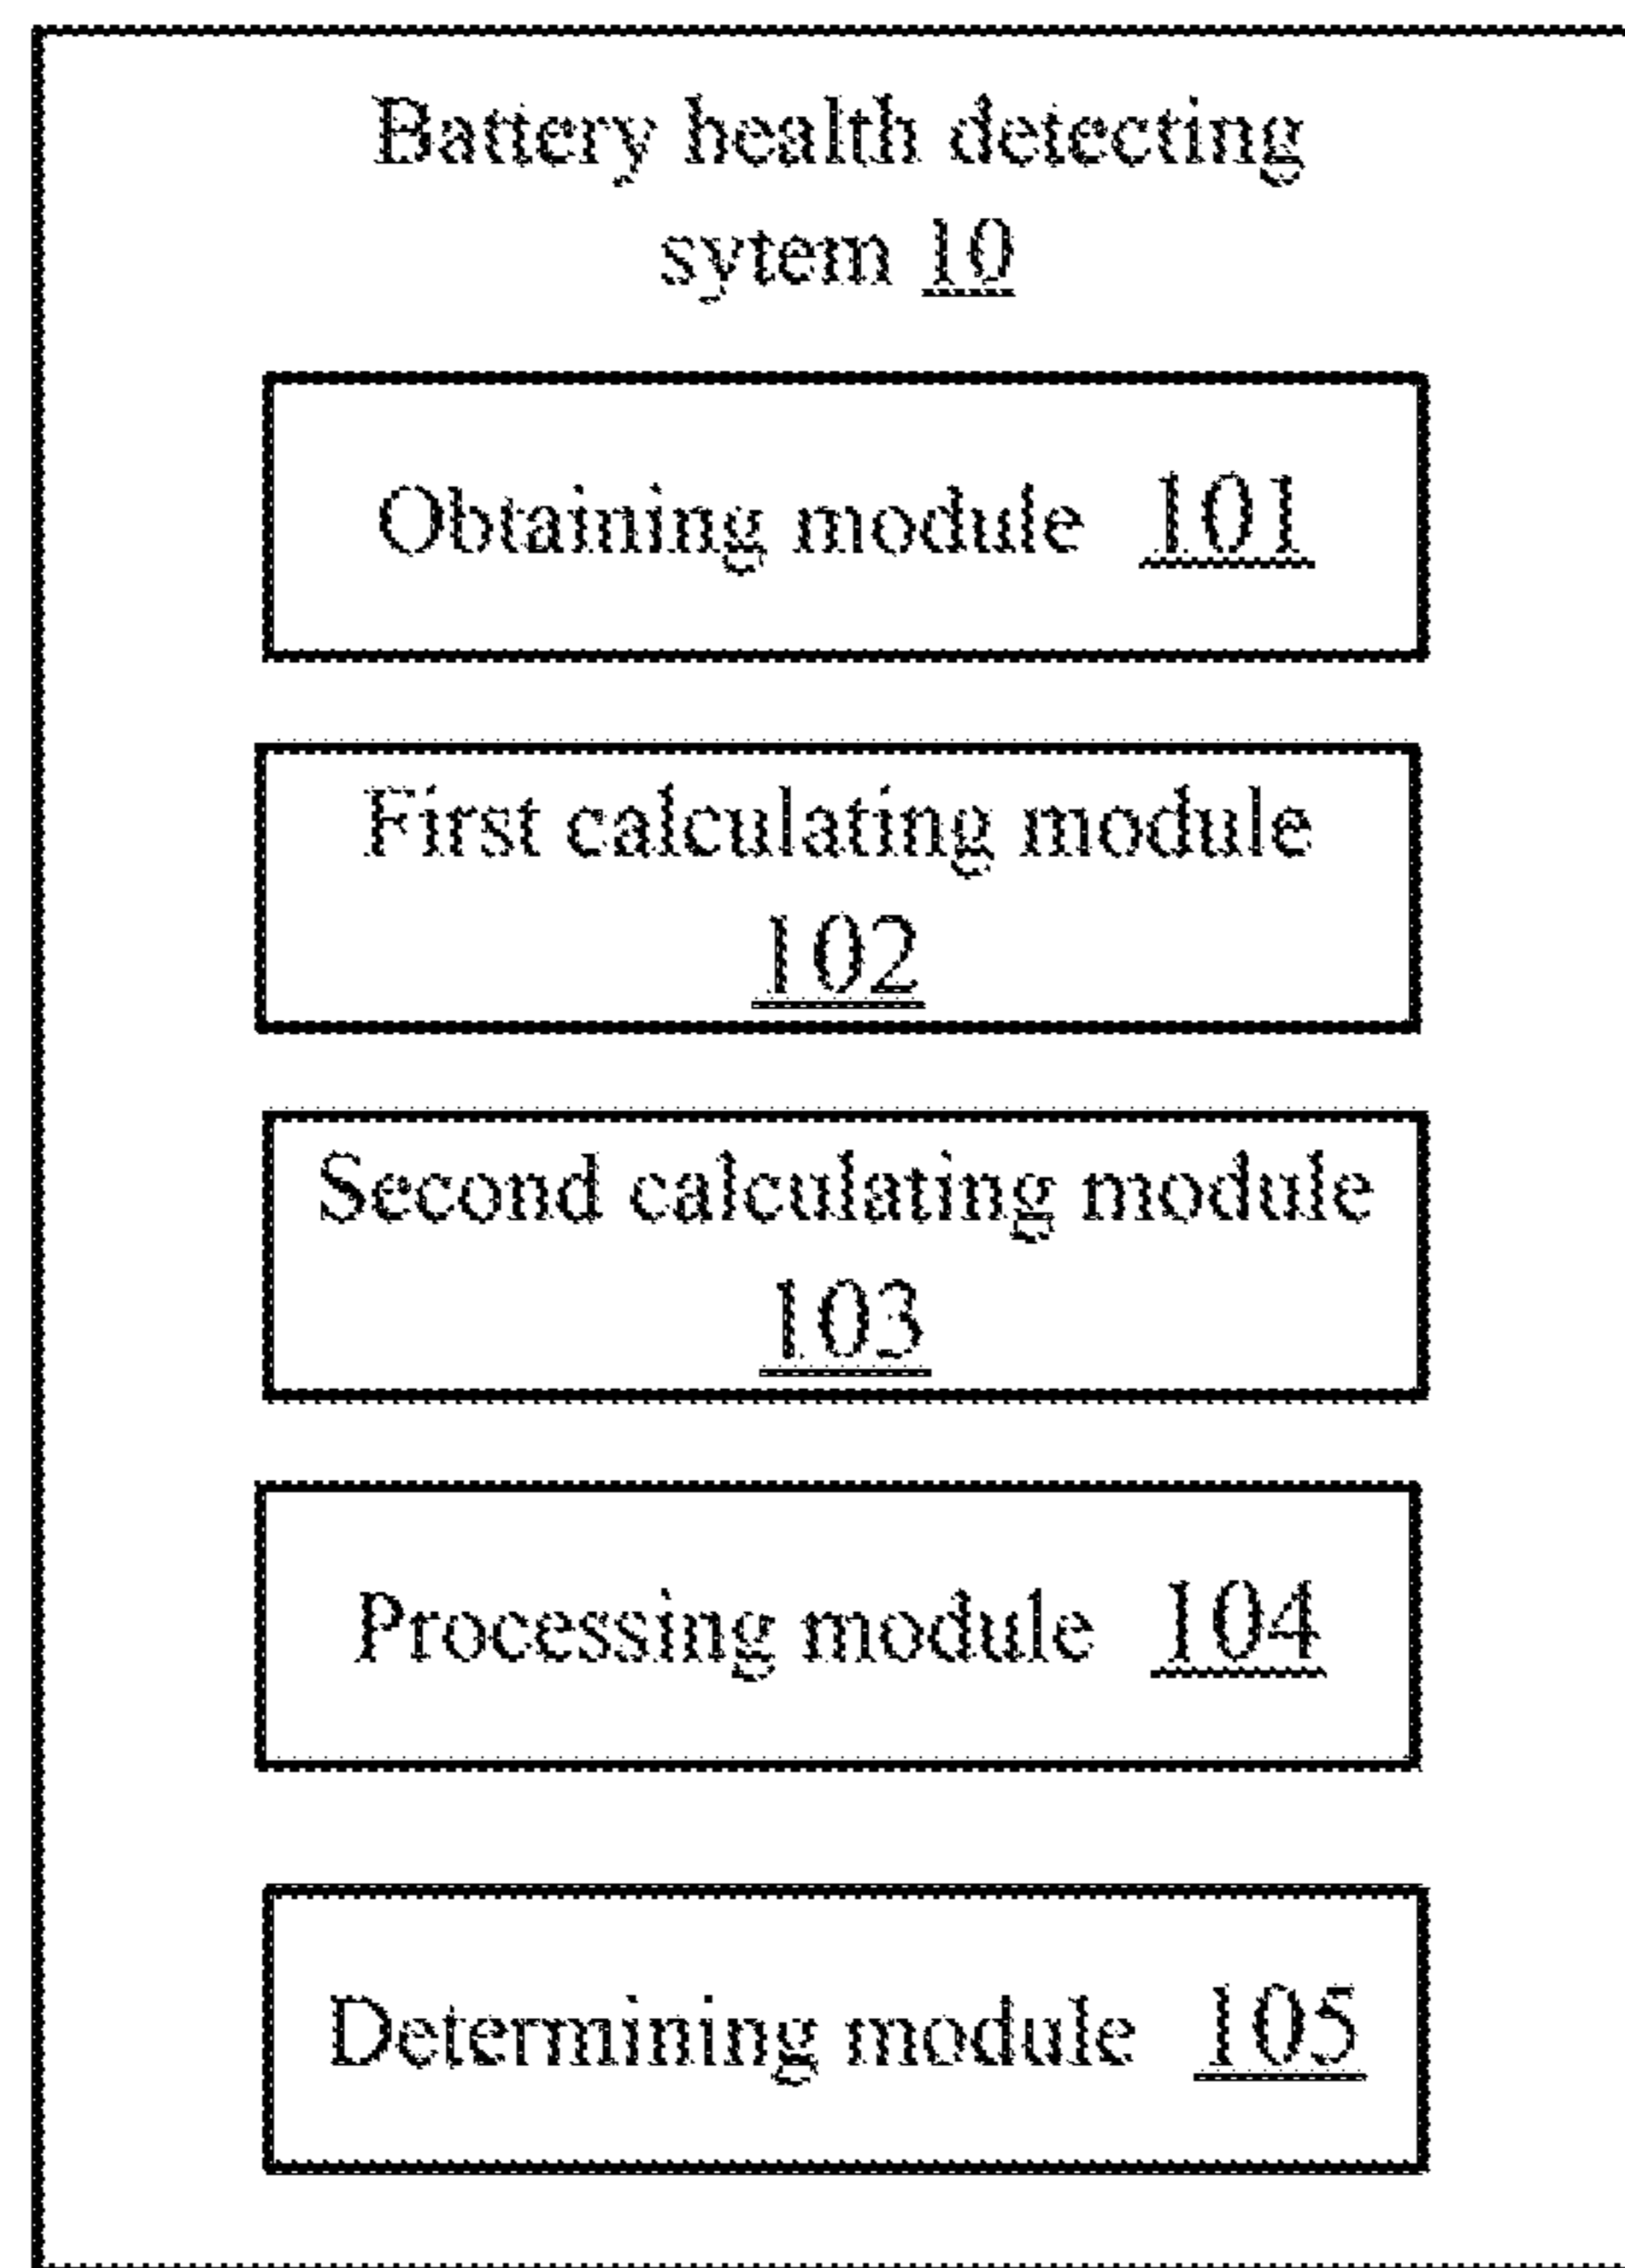 Battery health detecting
sytem 10
Obtaining module 101
First calculating module
102
Second calculating module
103
Processing module 104
Determining module 105